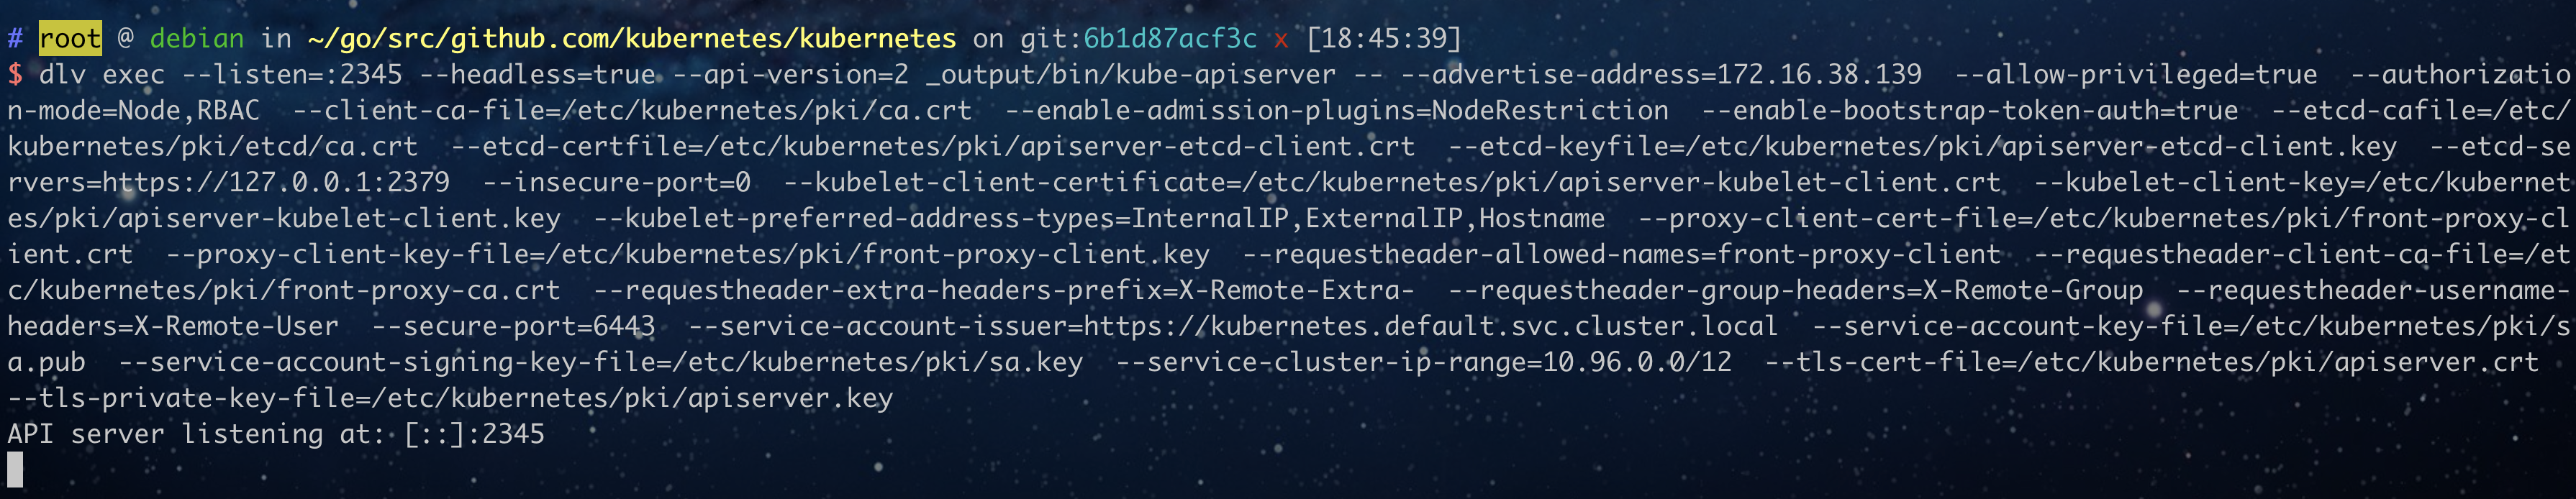 # root @ debian in ~/go/src/github.com/kubernetes/kubernetes on git:6b1d87acf3c x [18:45:39]
$ dlv exec --listen=:2345 --headless=true --api-version=2 _output/bin/kube-apiserver -- --advertise-address=172.16.38.139  --allow-privileged=true  --authorizatio
n-mode=Node,RBAC  --client-ca-file=/etc/kubernetes/pki/ca.crt  --enable-admission-plugins=NodeRestriction  --enable-bootstrap-token-auth=true  --etcd-cafile=/etc/
kubernetes/pki/etcd/ca.crt  --etcd-certfile=/etc/kubernetes/pki/apiserver-etcd-client.crt  --etcd-keyfile=/etc/kubernetes/pki/apiserver-etcd-client.key  --etcd-se
rvers=https://127.0.0.1:2379  --insecure-port=0  --kubelet-client-certificate=/etc/kubernetes/pki/apiserver-kubelet-client.crt  --kubelet-client-key=/etc/kubernet
es/pki/apiserver-kubelet-client.key  --kubelet-preferred-address-types=InternalIP,ExternalIP,Hostname  --proxy-client-cert-file=/etc/kubernetes/pki/front-proxy-cl
ient.crt  --proxy-client-key-file=/etc/kubernetes/pki/front-proxy-client.key  --requestheader-allowed-names=front-proxy-client  --requestheader-client-ca-file=/et
c/kubernetes/pki/front-proxy-ca.crt  --requestheader-extra-headers-prefix=X-Remote-Extra-  --requestheader-group-headers=X-Remote-Group  --requestheader-username-
headers=X-Remote-User  --secure-port=6443  --service-account-issuer=https://kubernetes.default.svc.cluster.local  --service-account-key-file=/etc/kubernetes/pki/s
a.pub  --service-account-signing-key-file=/etc/kubernetes/pki/sa.key  --service-cluster-ip-range=10.96.0.0/12  --tls-cert-file=/etc/kubernetes/pki/apiserver.crt
--tls-private-key-file=/etc/kubernetes/pki/apiserver.key
API server listening at: [::]:2345